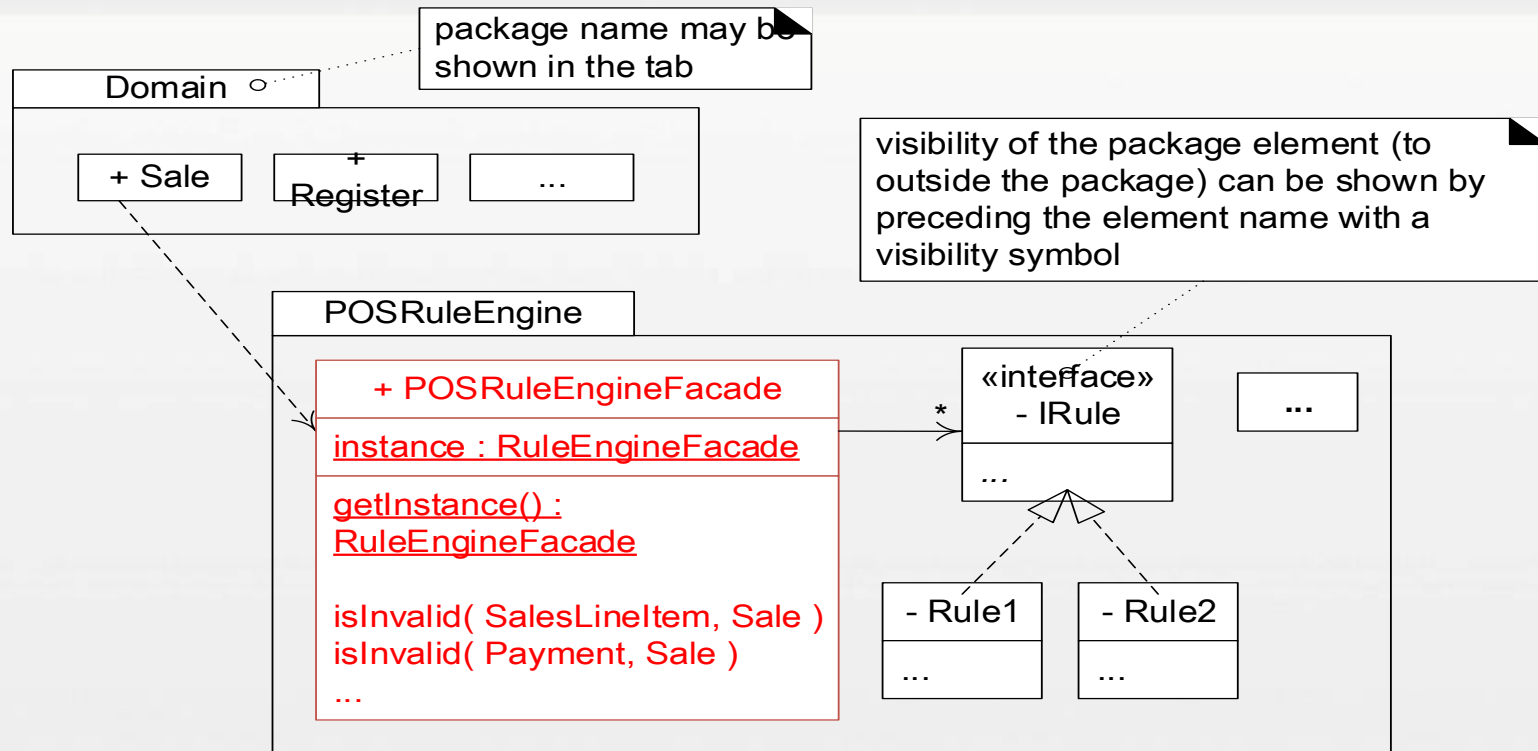 package name may be
shown in the tab
Domain
+ Sale
+
Register
...
visibility of the package element (to
outside the package) can be shown by
preceding the element name with a
visibility symbol
POSRuleEngine
+ POSRuleEngineFacade
instance : RuleEngineFacade
getInstance() :
RuleEngineFacade
isInvalid( SalesLineItem, Sale )
isInvalid( Payment, Sale )
...
*
«interface»
- IRule
...
...
- Rule1
...
- Rule2
...